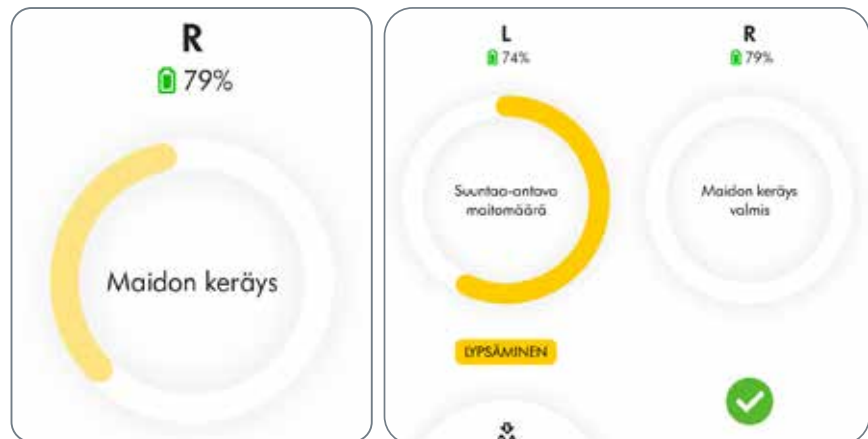 R
79%
Maidon keräys
L
74%
Suuntaa-antava
maitomäärä
LYPSÄMINEN
R
79%
Maidon keräys
valmis